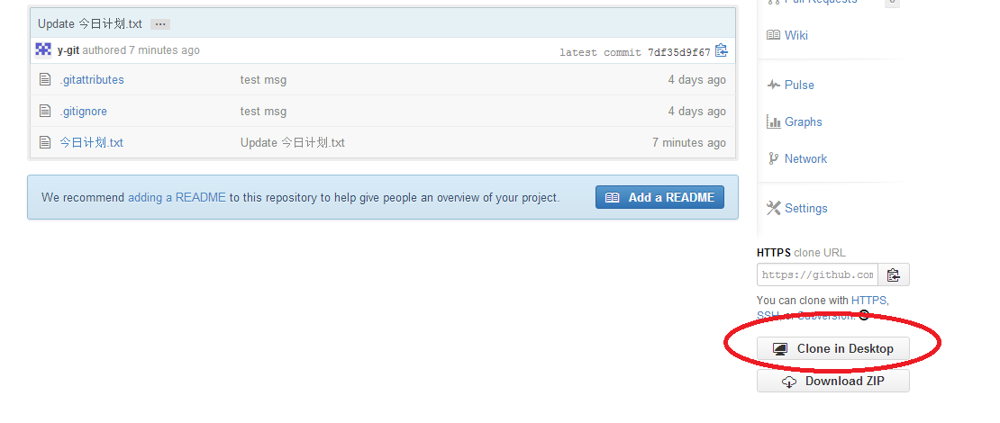 Update 今日计划.txt ...
y-git authored 7 minutes ago
latest commit 7df35d9f67
.gitattributes test msg 4 days ago
.gitignore test msg 4 days ago
今日计划.txt Update 今日计划.txt 7 minutes ago
We recommend adding a README to this repository to help give people an overview of your project.
Add a README
Pull Requests
Wiki
Pulse
Graphs
Network
Settings
HTTPS clone URL
https://github.com
You can clone with HTTPS,
SSH, or Subversion.
Clone in Desktop
Download ZIP